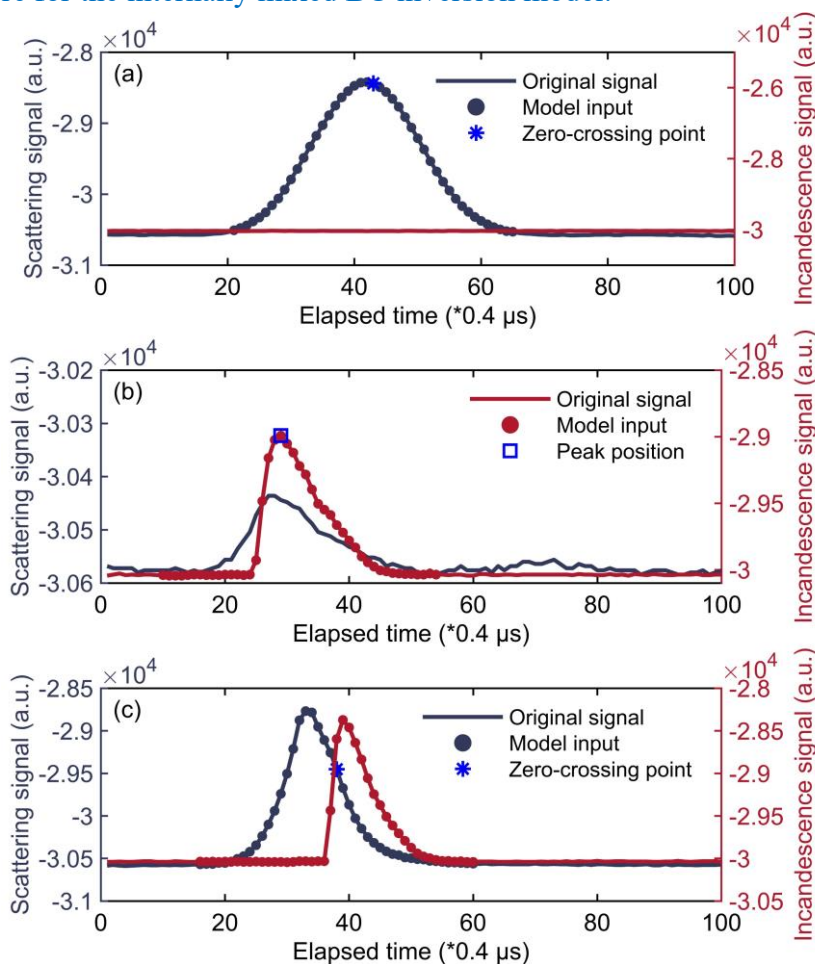 (a)
×10⁴
×10⁴
-2.8
-2.9
-3
-3.1
Scattering signal (a.u.)
Original signal
Model input
Zero-crossing point
-2.6
-2.8
-3
Incandescence signal (a.u.)
0 20 40 60 80 100
Elapsed time (*0.4 µs)
(b)
×10⁴
×10⁴
-3.02
-3.03
-3.04
-3.05
-3.06
Scattering signal (a.u.)
Original signal
Model input
Peak position
-2.85
-2.9
-2.95
-3
Incandescence signal (a.u.)
0 20 40 60 80 100
Elapsed time (*0.4 µs)
(c)
×10⁴
×10⁴
-2.85
-2.9
-2.95
-3
-3.05
-3.1
Scattering signal (a.u.)
Original signal
Model input
Zero-crossing point
-2.8
-2.85
-2.9
-2.95
-3
-3.05
Incandescence signal (a.u.)
0 20 40 60 80 100
Elapsed time (*0.4 µs)